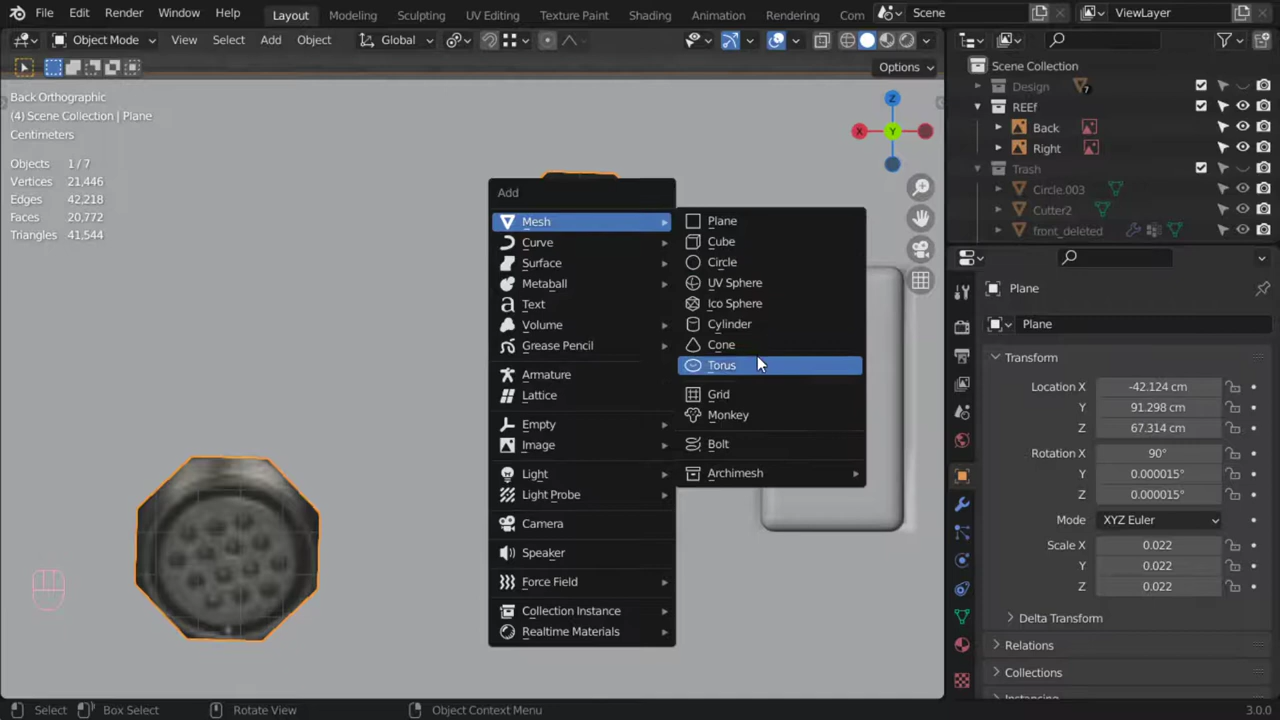 File Edit Render Window Help Layout Modeling Sculpting UV Editing Texture Paint Shading Animation Rendering Com Scene ViewLayer
Object Mode View Select Add Object Global
Options
Back Orthographic
(4) Scene Collection | Plane
Centimeters
Objects 1 / 7
Vertices 21,446
Edges 42,218
Faces 20,772
Triangles 41,544
Z
X Y
Add
Mesh
Curve
Surface
Metaball
Text
Volume
Grease Pencil
Armature
Lattice
Empty
Image
Light
Light Probe
Camera
Speaker
Force Field
Collection Instance
Realtime Materials
Plane
Cube
Circle
UV Sphere
Ico Sphere
Cylinder
Cone
Torus
Grid
Monkey
Bolt
Archimesh
Scene Collection
Design 7
REEf
Back
Right
Trash
Circle.003
Cutter2
front_deleted
Plane
Plane
Transform
Location X -42.124 cm
Y 91.298 cm
Z 67.314 cm
Rotation X 90°
Y 0.000015°
Z 0.000015°
Mode XYZ Euler
Scale X 0.022
Y 0.022
Z 0.022
Delta Transform
Relations
Collections
Select Box Select Rotate View Object Context Menu 3.0.0